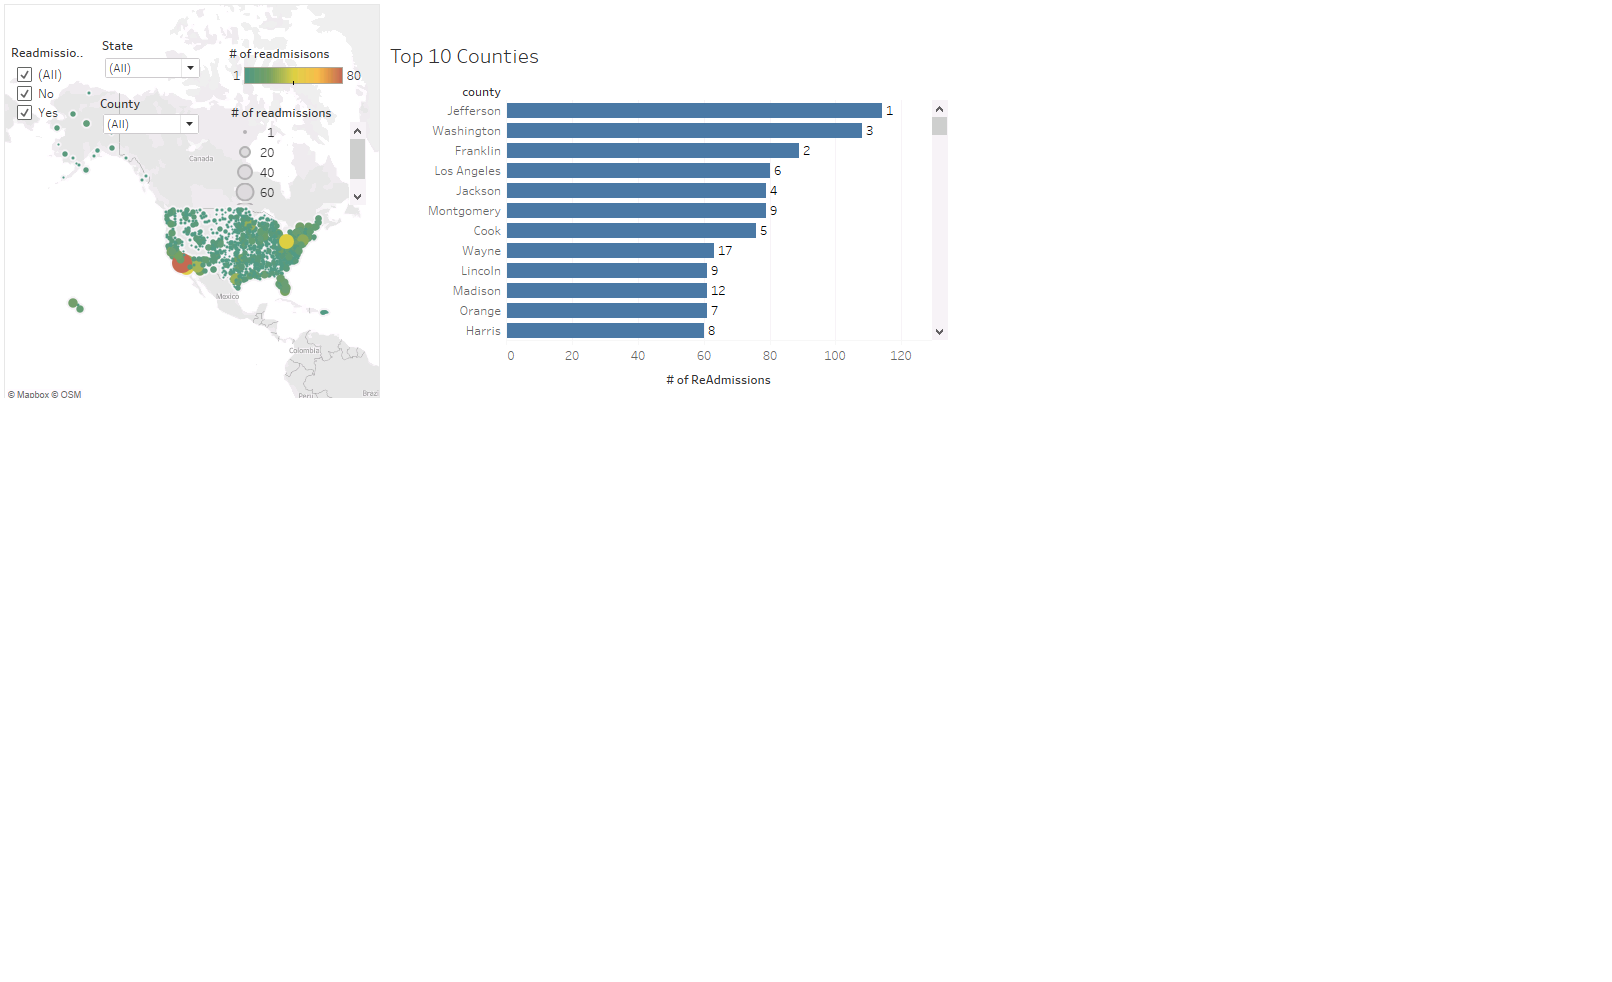 Readmissio..
(All)
No
Yes
State
(All)
County
(All)
# of readmisisons
1 80
# of readmissions
1
20
40
60
Canada
Mexico
Colombia
Peru
Braz
© Mapbox © OSM
Top 10 Counties
county
Jefferson 1
Washington 3
Franklin 2
Los Angeles 6
Jackson 4
Montgomery 9
Cook 5
Wayne 17
Lincoln 9
Madison 12
Orange 7
Harris 8
0 20 40 60 80 100 120
# of ReAdmissions